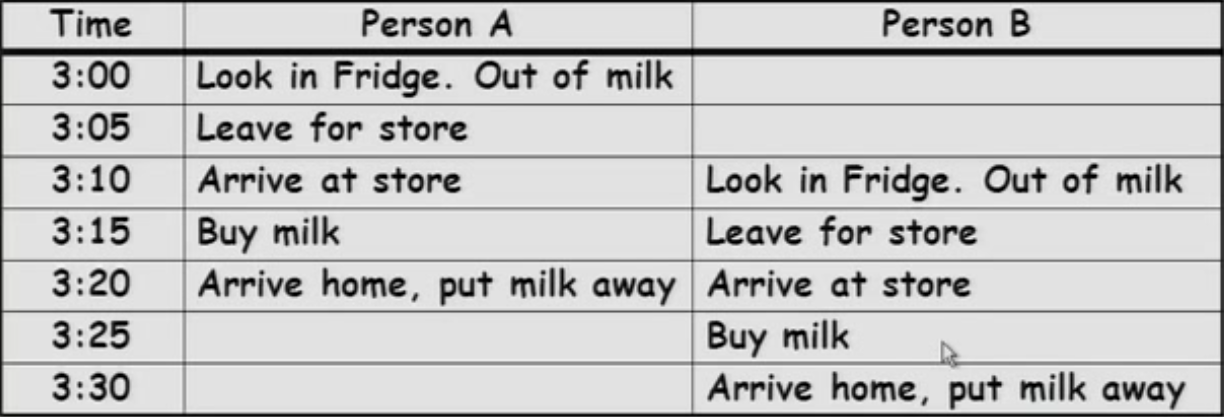 Time Person A Person B
3:00 Look in Fridge. Out of milk
3:05 Leave for store
3:10 Arrive at store Look in Fridge. Out of milk
3:15 Buy milk Leave for store
3:20 Arrive home, put milk away Arrive at store
3:25 Buy milk
3:30 Arrive home, put milk away